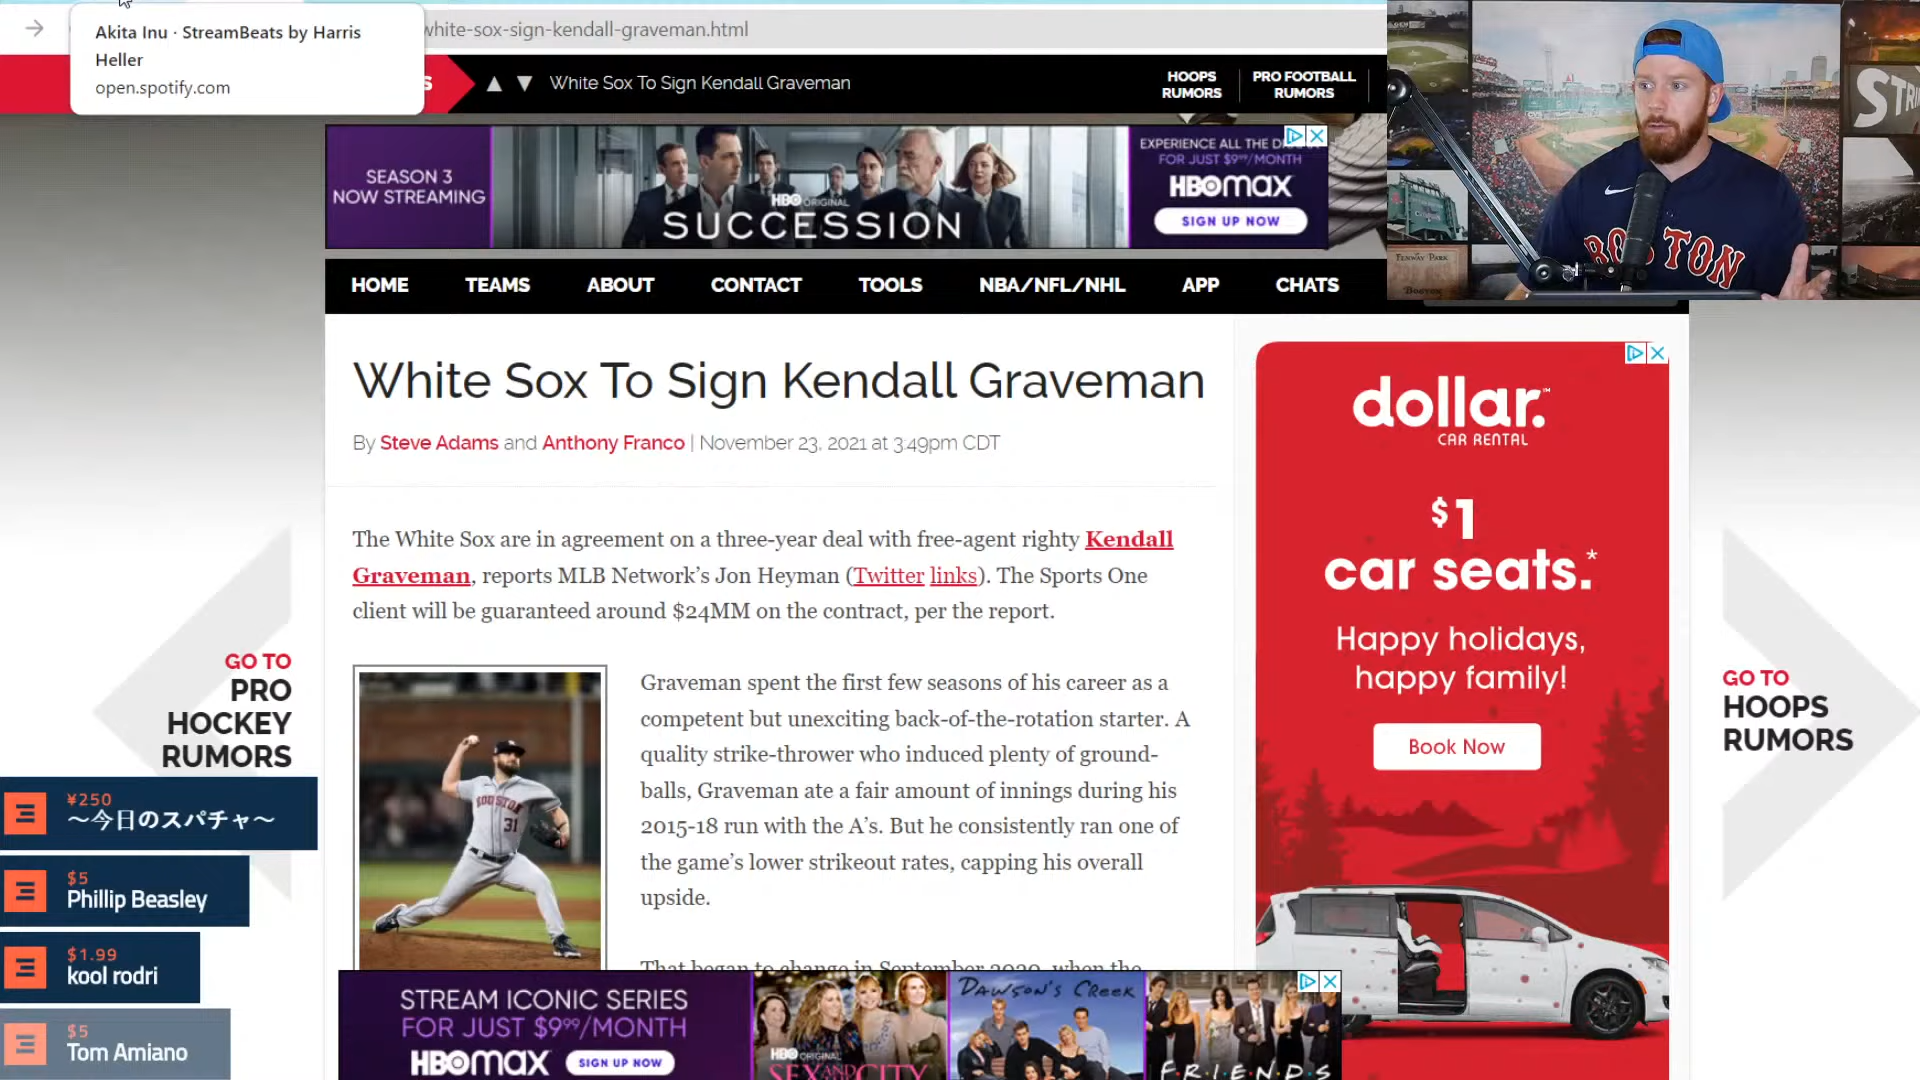 Akita Inu · StreamBeats by Harris
Heller
open.spotify.com
white-sox-sign-kendall-graveman.html
S
White Sox To Sign Kendall Graveman
HOOPS
RUMORS
PRO FOOTBALL
RUMORS
SEASON 3
NOW STREAMING
HBO ORIGINAL
SUCCESSION
EXPERIENCE ALL THE
FOR JUST $9⁹⁹/MONTH
HBOMAX
SIGN UP NOW
BOSTON
FENWAY PARK
BOSTON
HOME
TEAMS
ABOUT
CONTACT
TOOLS
NBA/NFL/NHL
APP
CHATS
White Sox To Sign Kendall Graveman
By Steve Adams and Anthony Franco | November 23, 2021 at 3:49pm CDT
The White Sox are in agreement on a three-year deal with free-agent righty Kendall
Graveman, reports MLB Network's Jon Heyman (Twitter links). The Sports One
client will be guaranteed around $24MM on the contract, per the report.
HOUSTON
31
Graveman spent the first few seasons of his career as a
competent but unexciting back-of-the-rotation starter. A
quality strike-thrower who induced plenty of ground-
balls, Graveman ate a fair amount of innings during his
2015-18 run with the A's. But he consistently ran one of
the game's lower strikeout rates, capping his overall
upside.
That began to change in September 2020, when the
dollar.™
CAR RENTAL
$1
car seats.*
Happy holidays,
happy family!
Book Now
GO TO
PRO
HOCKEY
RUMORS
GO TO
HOOPS
RUMORS
¥250
～今日のスパチャ～
$5
Phillip Beasley
$1.99
kool rodri
$5
Tom Amiano
STREAM ICONIC SERIES
FOR JUST $9⁹⁹/MONTH
HBOMAX
SIGN UP NOW
HBO ORIGINAL
SEX AND THE CITY
DAWSON'S CREEK
F·R·I·E·N·D·S